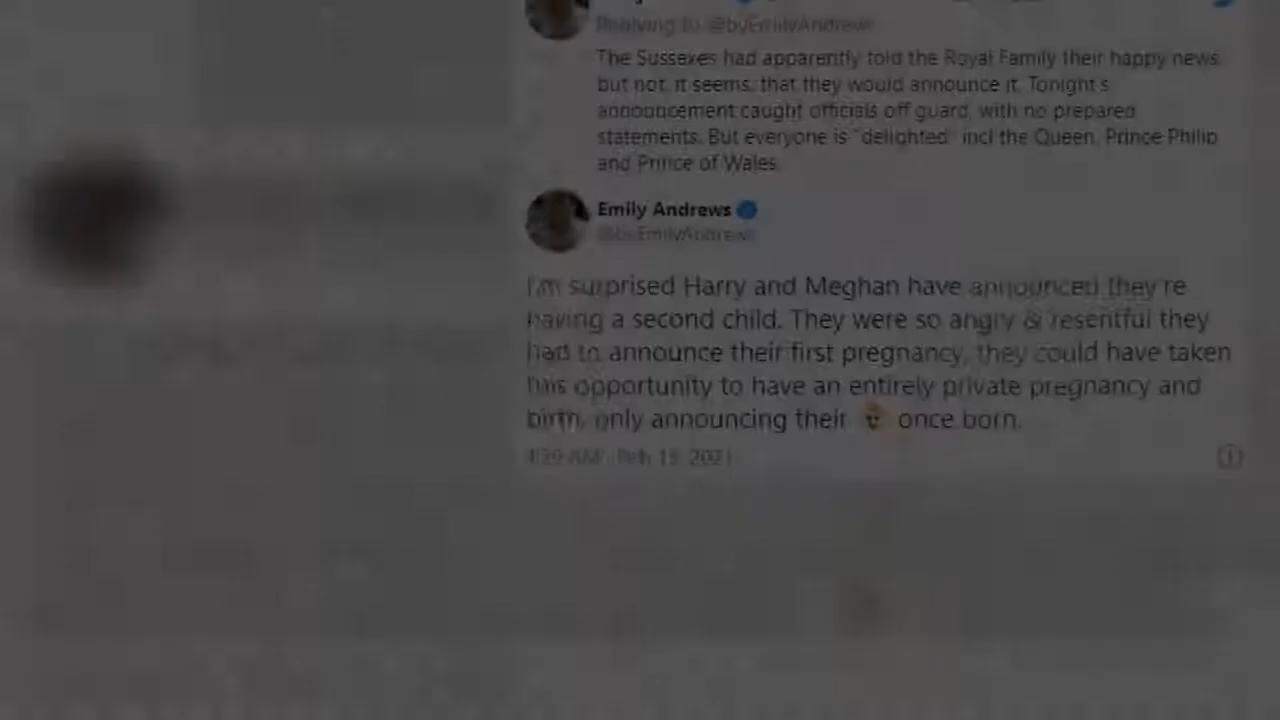 Replying to @byEmilyAndrews
The Sussexes had apparently told the Royal Family their happy news
but not, it seems, that they would announce it. Tonight's
announcement caught officials off guard, with no prepared
statements. But everyone is "delighted" incl the Queen, Prince Philip
and Prince of Wales.
Emily Andrews
@byEmilyAndrews
I'm surprised Harry and Meghan have announced they're
having a second child. They were so angry & resentful they
had to announce their first pregnancy, they could have taken
this opportunity to have an entirely private pregnancy and
birth, only announcing their 👶 once born.
4:29 AM · Feb 15, 2021